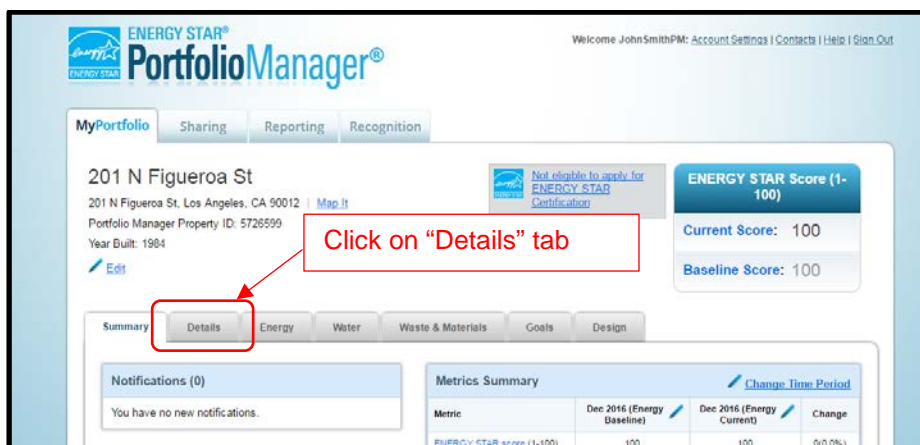 ENERGY STAR®
PortfolioManager®
energy
ENERGY STAR
Welcome JohnSmithPM: Account Settings | Contacts | Help | Sign Out
MyPortfolio Sharing Reporting Recognition
201 N Figueroa St
201 N Figueroa St, Los Angeles, CA 90012 | Map It
Portfolio Manager Property ID: 5726599
Year Built: 1984
Edit
Not eligible to apply for
ENERGY STAR
Certification
ENERGY STAR Score (1-
100)
Current Score: 100
Baseline Score: 100
Click on “Details” tab
Summary Details Energy Water Waste & Materials Goals Design
Notifications (0)
You have no new notifications.
Metrics Summary
Change Time Period
Metric Dec 2016 (Energy Baseline) Dec 2016 (Energy Current) Change
ENERGY STAR score (1-100) 100 100 0(0.0%)